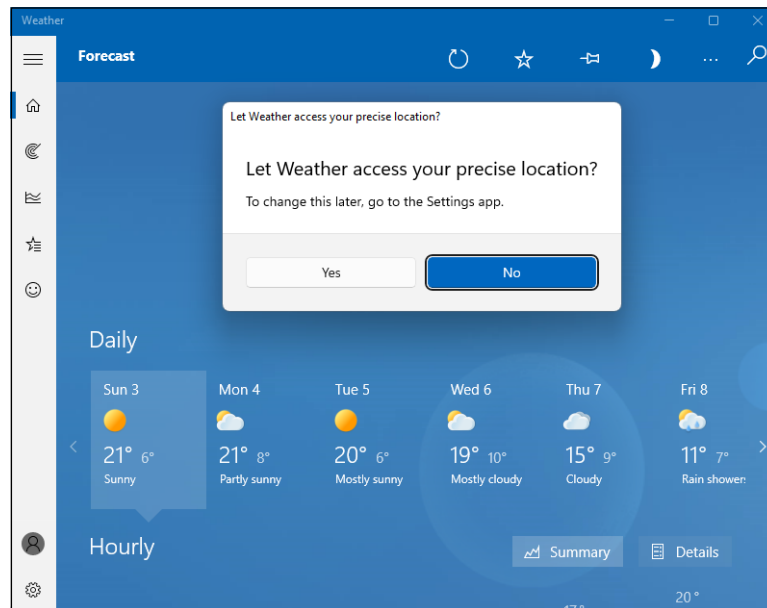 Weather
Forecast
Let Weather access your precise location?
Let Weather access your precise location?
To change this later, go to the Settings app.
Yes No
Daily
Sun 3 Mon 4 Tue 5 Wed 6 Thu 7 Fri 8
21° 6° 21° 8° 20° 6° 19° 10° 15° 9° 11° 7°
Sunny Partly sunny Mostly sunny Mostly cloudy Cloudy Rain shower
Hourly Summary Details
20°